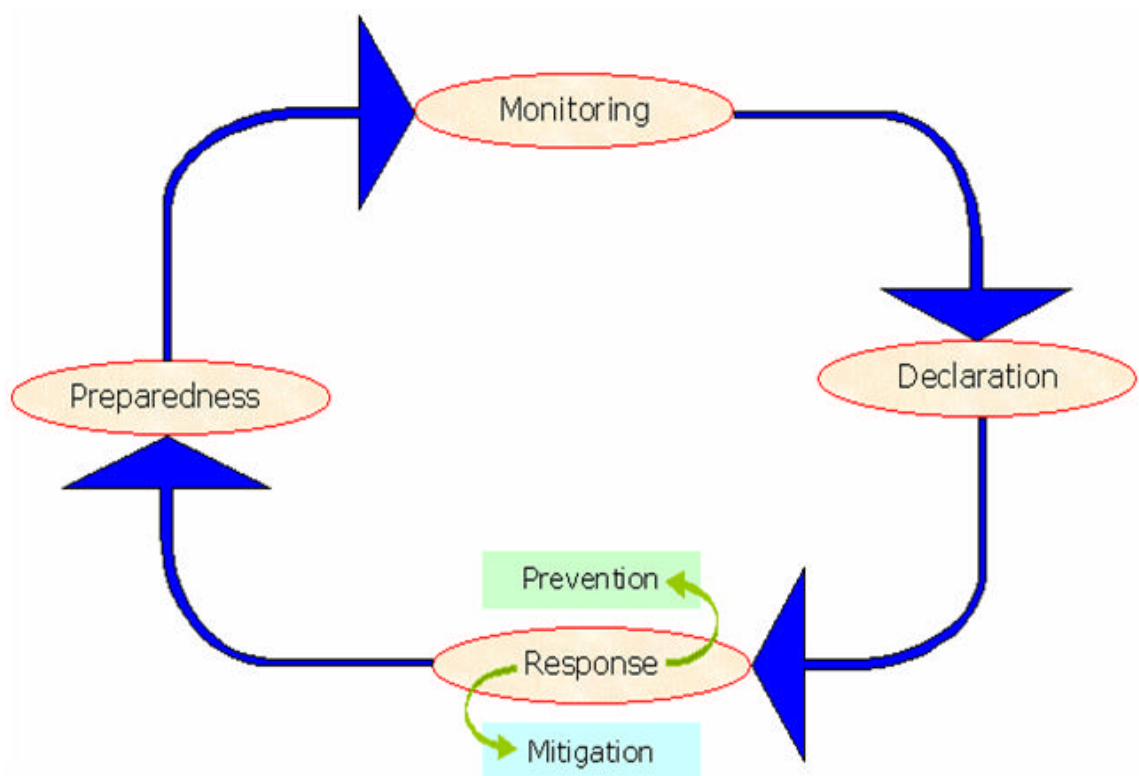 Monitoring
Declaration
Preparedness
Prevention
Response
Mitigation